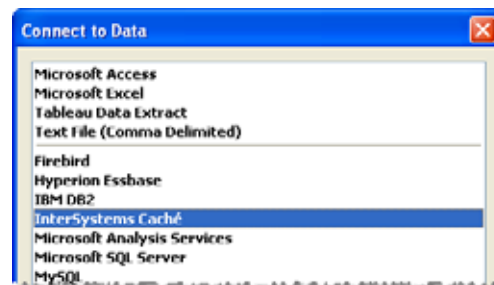 Connect to Data
Microsoft Access
Microsoft Excel
Tableau Data Extract
Text File (Comma Delimited)
Firebird
Hyperion Essbase
IBM DB2
InterSystems Caché
Microsoft Analysis Services
Microsoft SQL Server
MySQL